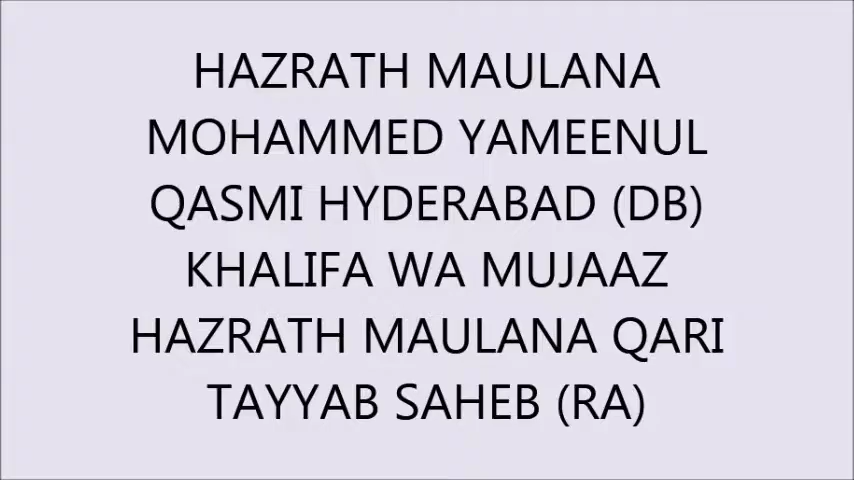 HAZRATH MAULANA
MOHAMMED YAMEENUL
QASMI HYDERABAD (DB)
KHALIFA WA MUJAAZ
HAZRATH MAULANA QARI
TAYYAB SAHEB (RA)